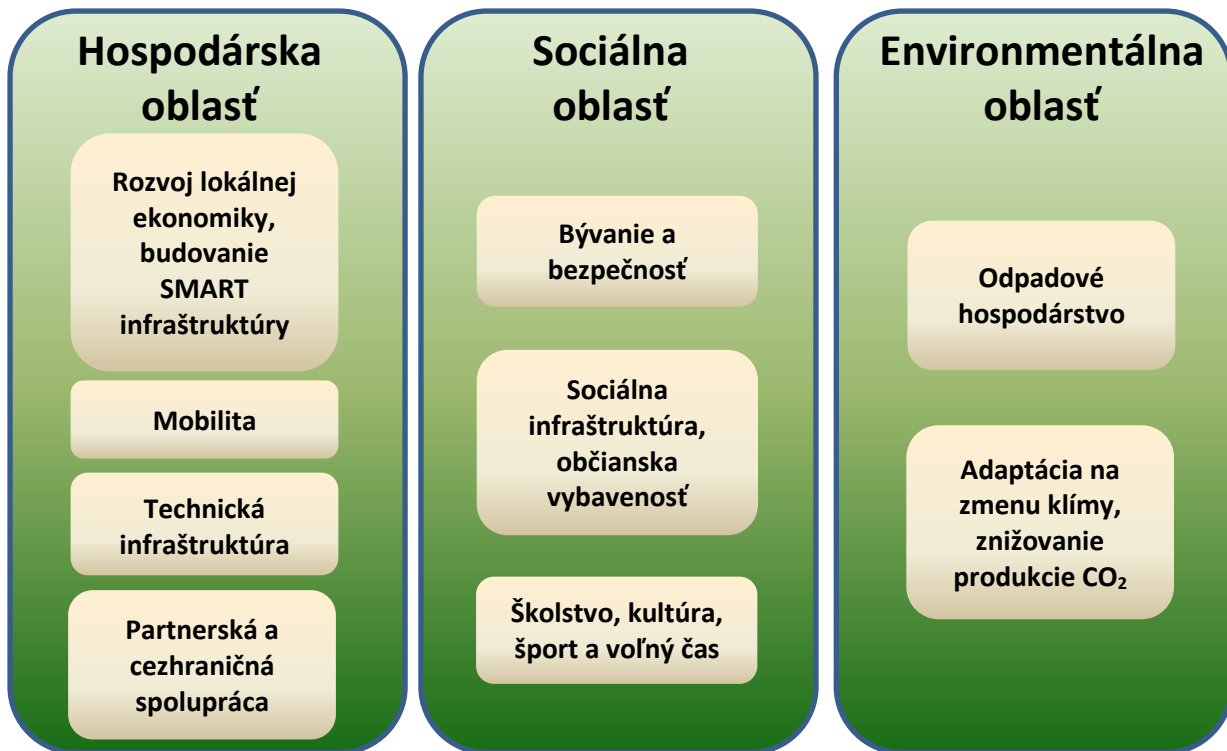 Hospodárska
oblasť
Rozvoj lokálnej
ekonomiky,
budovanie
SMART
infraštruktúry
Mobilita
Technická
infraštruktúra
Partnerská a
cezhraničná
spolupráca
Sociálna
oblasť
Bývanie a
bezpečnosť
Sociálna
infraštruktúra,
občianska
vybavenosť
Školstvo, kultúra,
šport a voľný čas
Environmentálna
oblasť
Odpadové
hospodárstvo
Adaptácia na
zmenu klímy,
znižovanie
produkcie CO₂